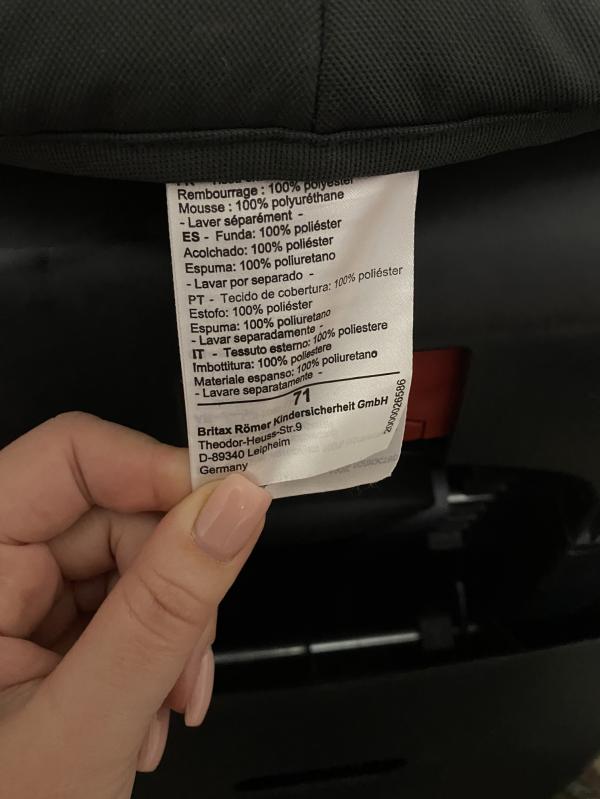 Rembourrage : 100% polyester
Mousse : 100% polyuréthane
- Laver séparément -
ES - Funda: 100% poliéster
Acolchado: 100% poliéster
Espuma: 100% poliuretano
- Lavar por separado -
PT - Tecido de cobertura: 100% poliéster
Estofo: 100% poliéster
Espuma: 100% poliuretano
- Lavar separadamente -
IT - Tessuto esterno: 100% poliestere
Imbottitura: 100% poliestere
Materiale espanso: 100% poliuretano
- Lavare separatamente -
71
Britax Römer Kindersicherheit GmbH
Theodor-Heuss-Str.9
D-89340 Leipheim
Germany
2000026586